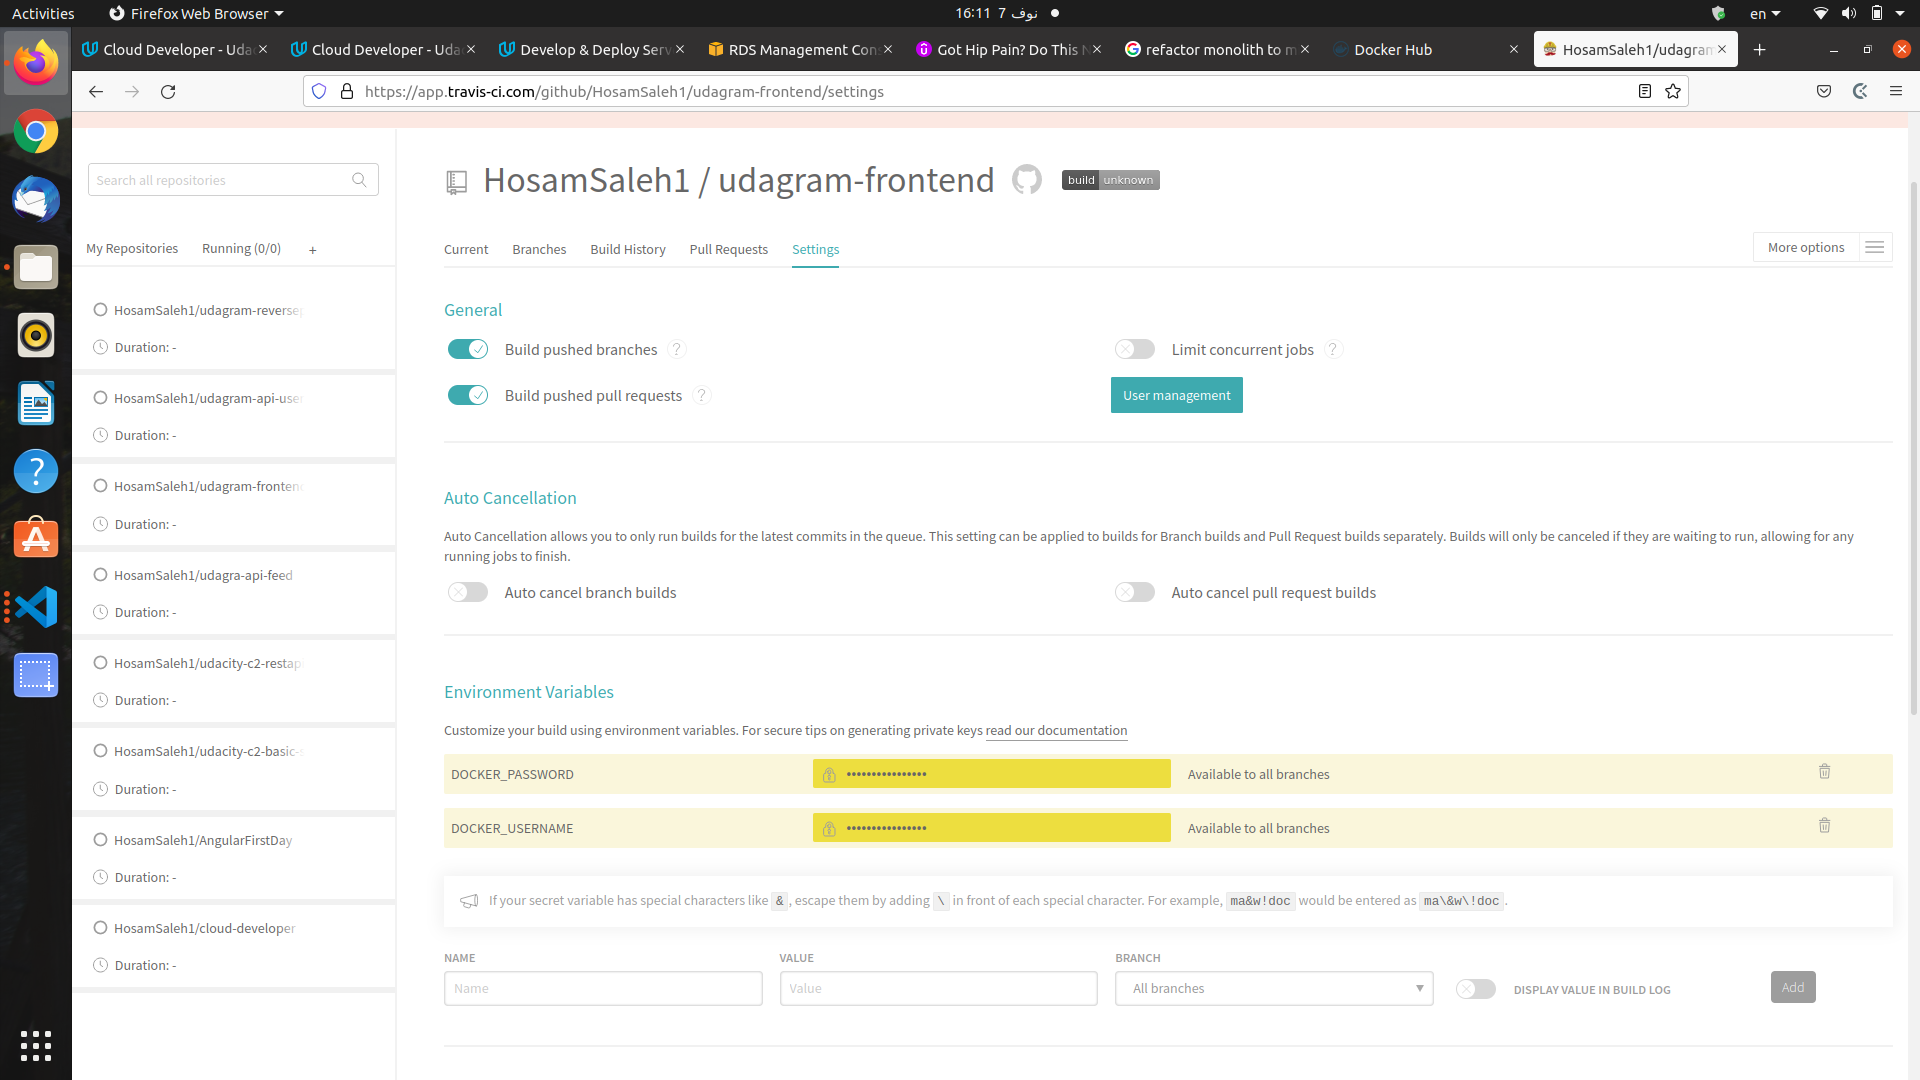 Activities
Firefox Web Browser
16:11 7 نوف
en
Cloud Developer - Uda
Cloud Developer - Uda
Develop & Deploy Serv
RDS Management Cons
Got Hip Pain? Do This N
refactor monolith to m
Docker Hub
HosamSaleh1/udagram
https://app.travis-ci.com/github/HosamSaleh1/udagram-frontend/settings
Search all repositories
HosamSaleh1 / udagram-frontend
build unknown
My Repositories
Running (0/0)
+
Current
Branches
Build History
Pull Requests
Settings
More options
HosamSaleh1/udagram-reversep
Duration: -
HosamSaleh1/udagram-api-user
Duration: -
HosamSaleh1/udagram-frontend
Duration: -
HosamSaleh1/udagra-api-feed
Duration: -
HosamSaleh1/udacity-c2-restapi
Duration: -
HosamSaleh1/udacity-c2-basic-s
Duration: -
HosamSaleh1/AngularFirstDay
Duration: -
HosamSaleh1/cloud-developer
Duration: -
General
Build pushed branches ?
Limit concurrent jobs ?
Build pushed pull requests ?
User management
Auto Cancellation
Auto Cancellation allows you to only run builds for the latest commits in the queue. This setting can be applied to builds for Branch builds and Pull Request builds separately. Builds will only be canceled if they are waiting to run, allowing for any
running jobs to finish.
Auto cancel branch builds
Auto cancel pull request builds
Environment Variables
Customize your build using environment variables. For secure tips on generating private keys read our documentation
DOCKER_PASSWORD •••••••••••••••• Available to all branches
DOCKER_USERNAME •••••••••••••••• Available to all branches
If your secret variable has special characters like & , escape them by adding \ in front of each special character. For example, ma&w!doc would be entered as ma\&w\!doc .
NAME
VALUE
BRANCH
Name
Value
All branches
DISPLAY VALUE IN BUILD LOG
Add